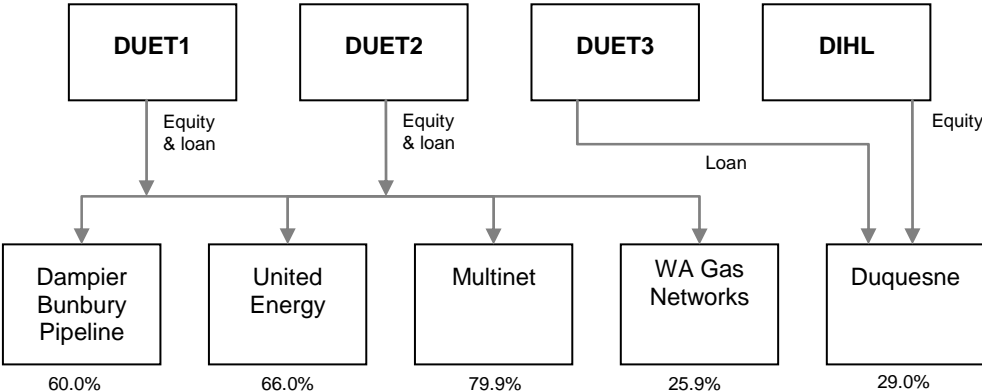 DUET1
DUET2
DUET3
DIHL
Equity
& loan
Equity
& loan
Loan
Equity
Dampier
Bunbury
Pipeline
United
Energy
Multinet
WA Gas
Networks
Duquesne
60.0%
66.0%
79.9%
25.9%
29.0%